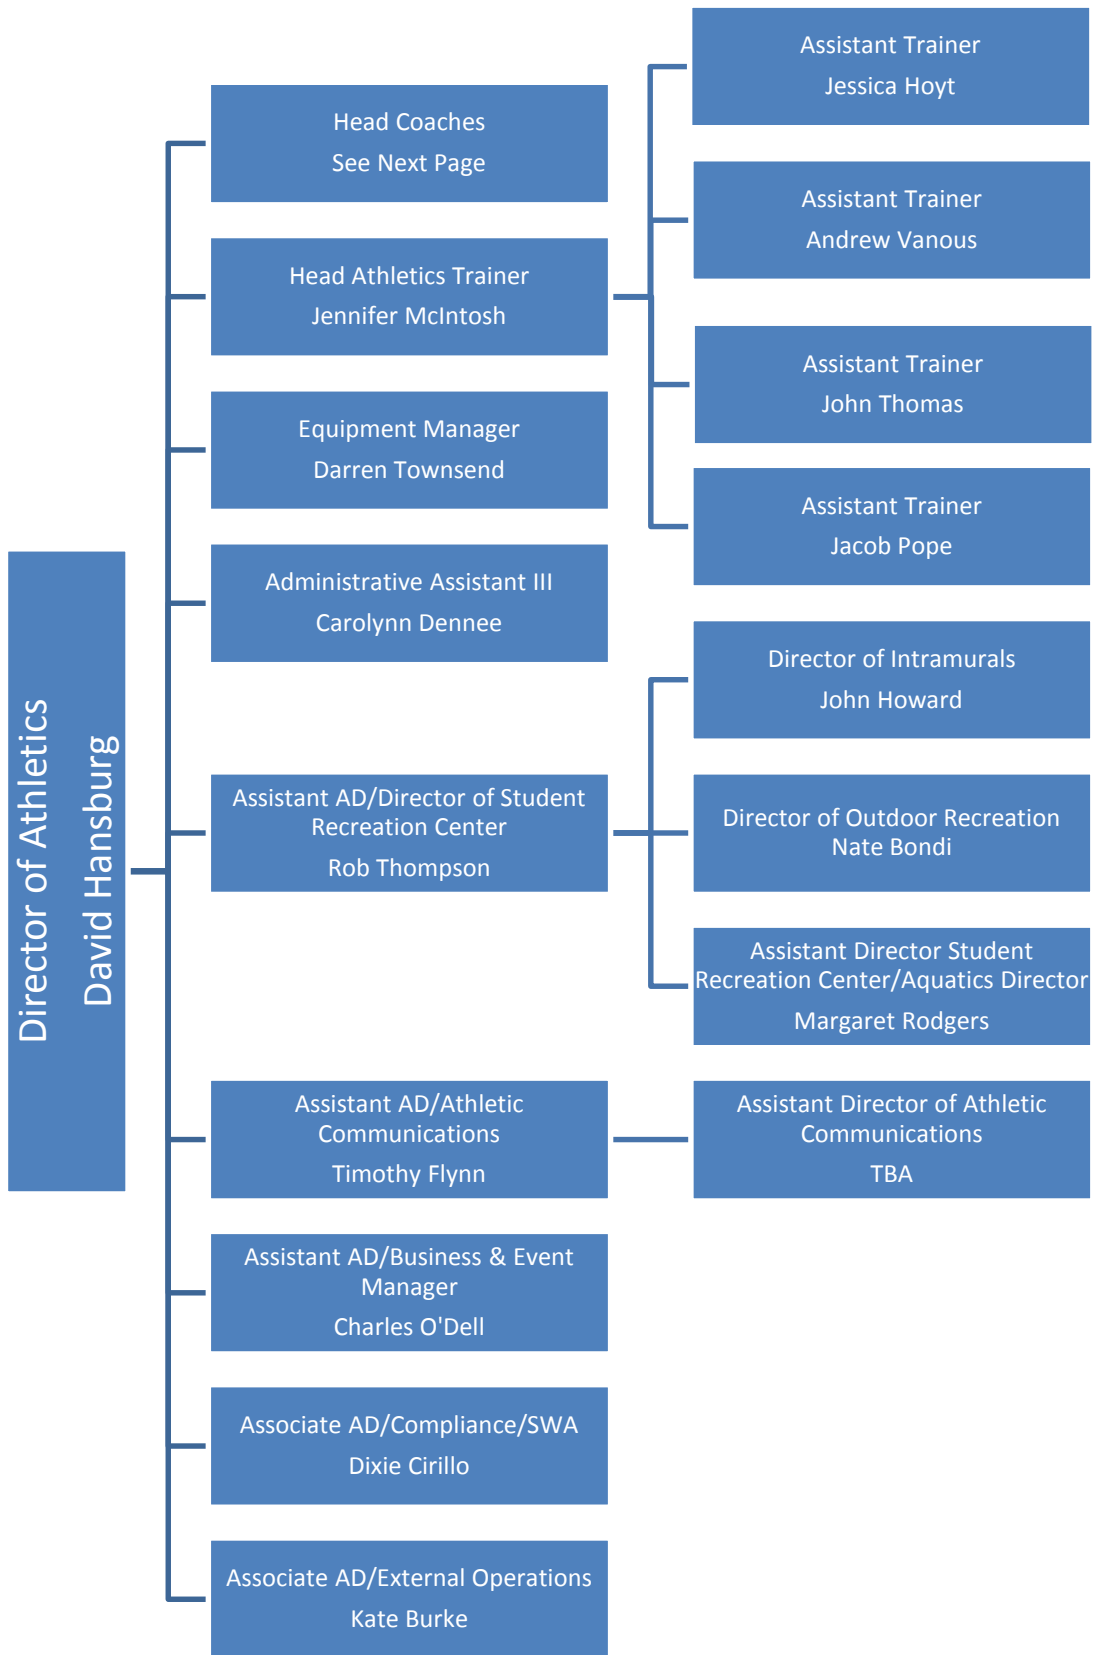 Director of Athletics
David Hansburg
Head Coaches
See Next Page
Head Athletics Trainer
Jennifer McIntosh
Assistant Trainer
Jessica Hoyt
Assistant Trainer
Andrew Vanous
Assistant Trainer
John Thomas
Assistant Trainer
Jacob Pope
Equipment Manager
Darren Townsend
Administrative Assistant III
Carolynn Dennee
Assistant AD/Director of Student
Recreation Center
Rob Thompson
Director of Intramurals
John Howard
Director of Outdoor Recreation
Nate Bondi
Assistant Director Student
Recreation Center/Aquatics Director
Margaret Rodgers
Assistant AD/Athletic
Communications
Timothy Flynn
Assistant Director of Athletic
Communications
TBA
Assistant AD/Business & Event
Manager
Charles O'Dell
Associate AD/Compliance/SWA
Dixie Cirillo
Associate AD/External Operations
Kate Burke